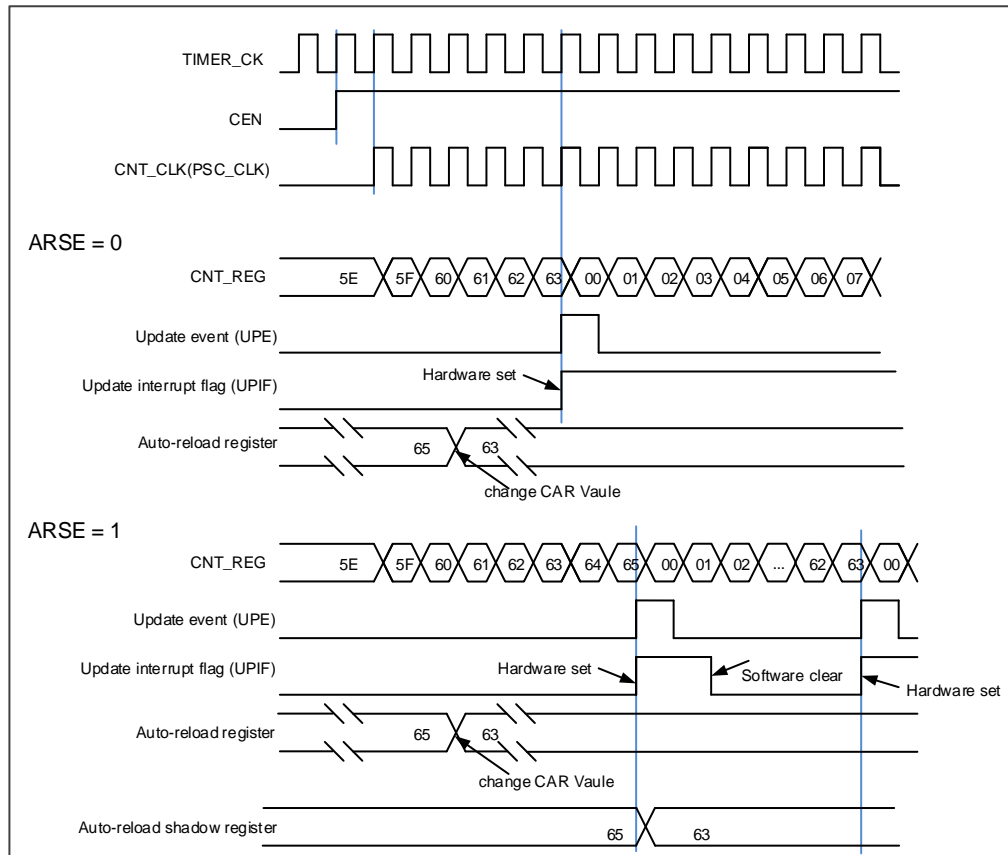 TIMER_CK
CEN
CNT_CLK(PSC_CLK)
ARSE = 0
CNT_REG 5E 5F 60 61 62 63 00 01 02 03 04 05 06 07
Update event (UPE)
Hardware set
Update interrupt flag (UPIF)
Auto-reload register 65 63
change CAR Vaule
ARSE = 1
CNT_REG 5E 5F 60 61 62 63 64 65 00 01 02 ... 62 63 00
Update event (UPE)
Update interrupt flag (UPIF) Hardware set Software clear
Hardware set
Auto-reload register 65 63
change CAR Vaule
Auto-reload shadow register 65 63